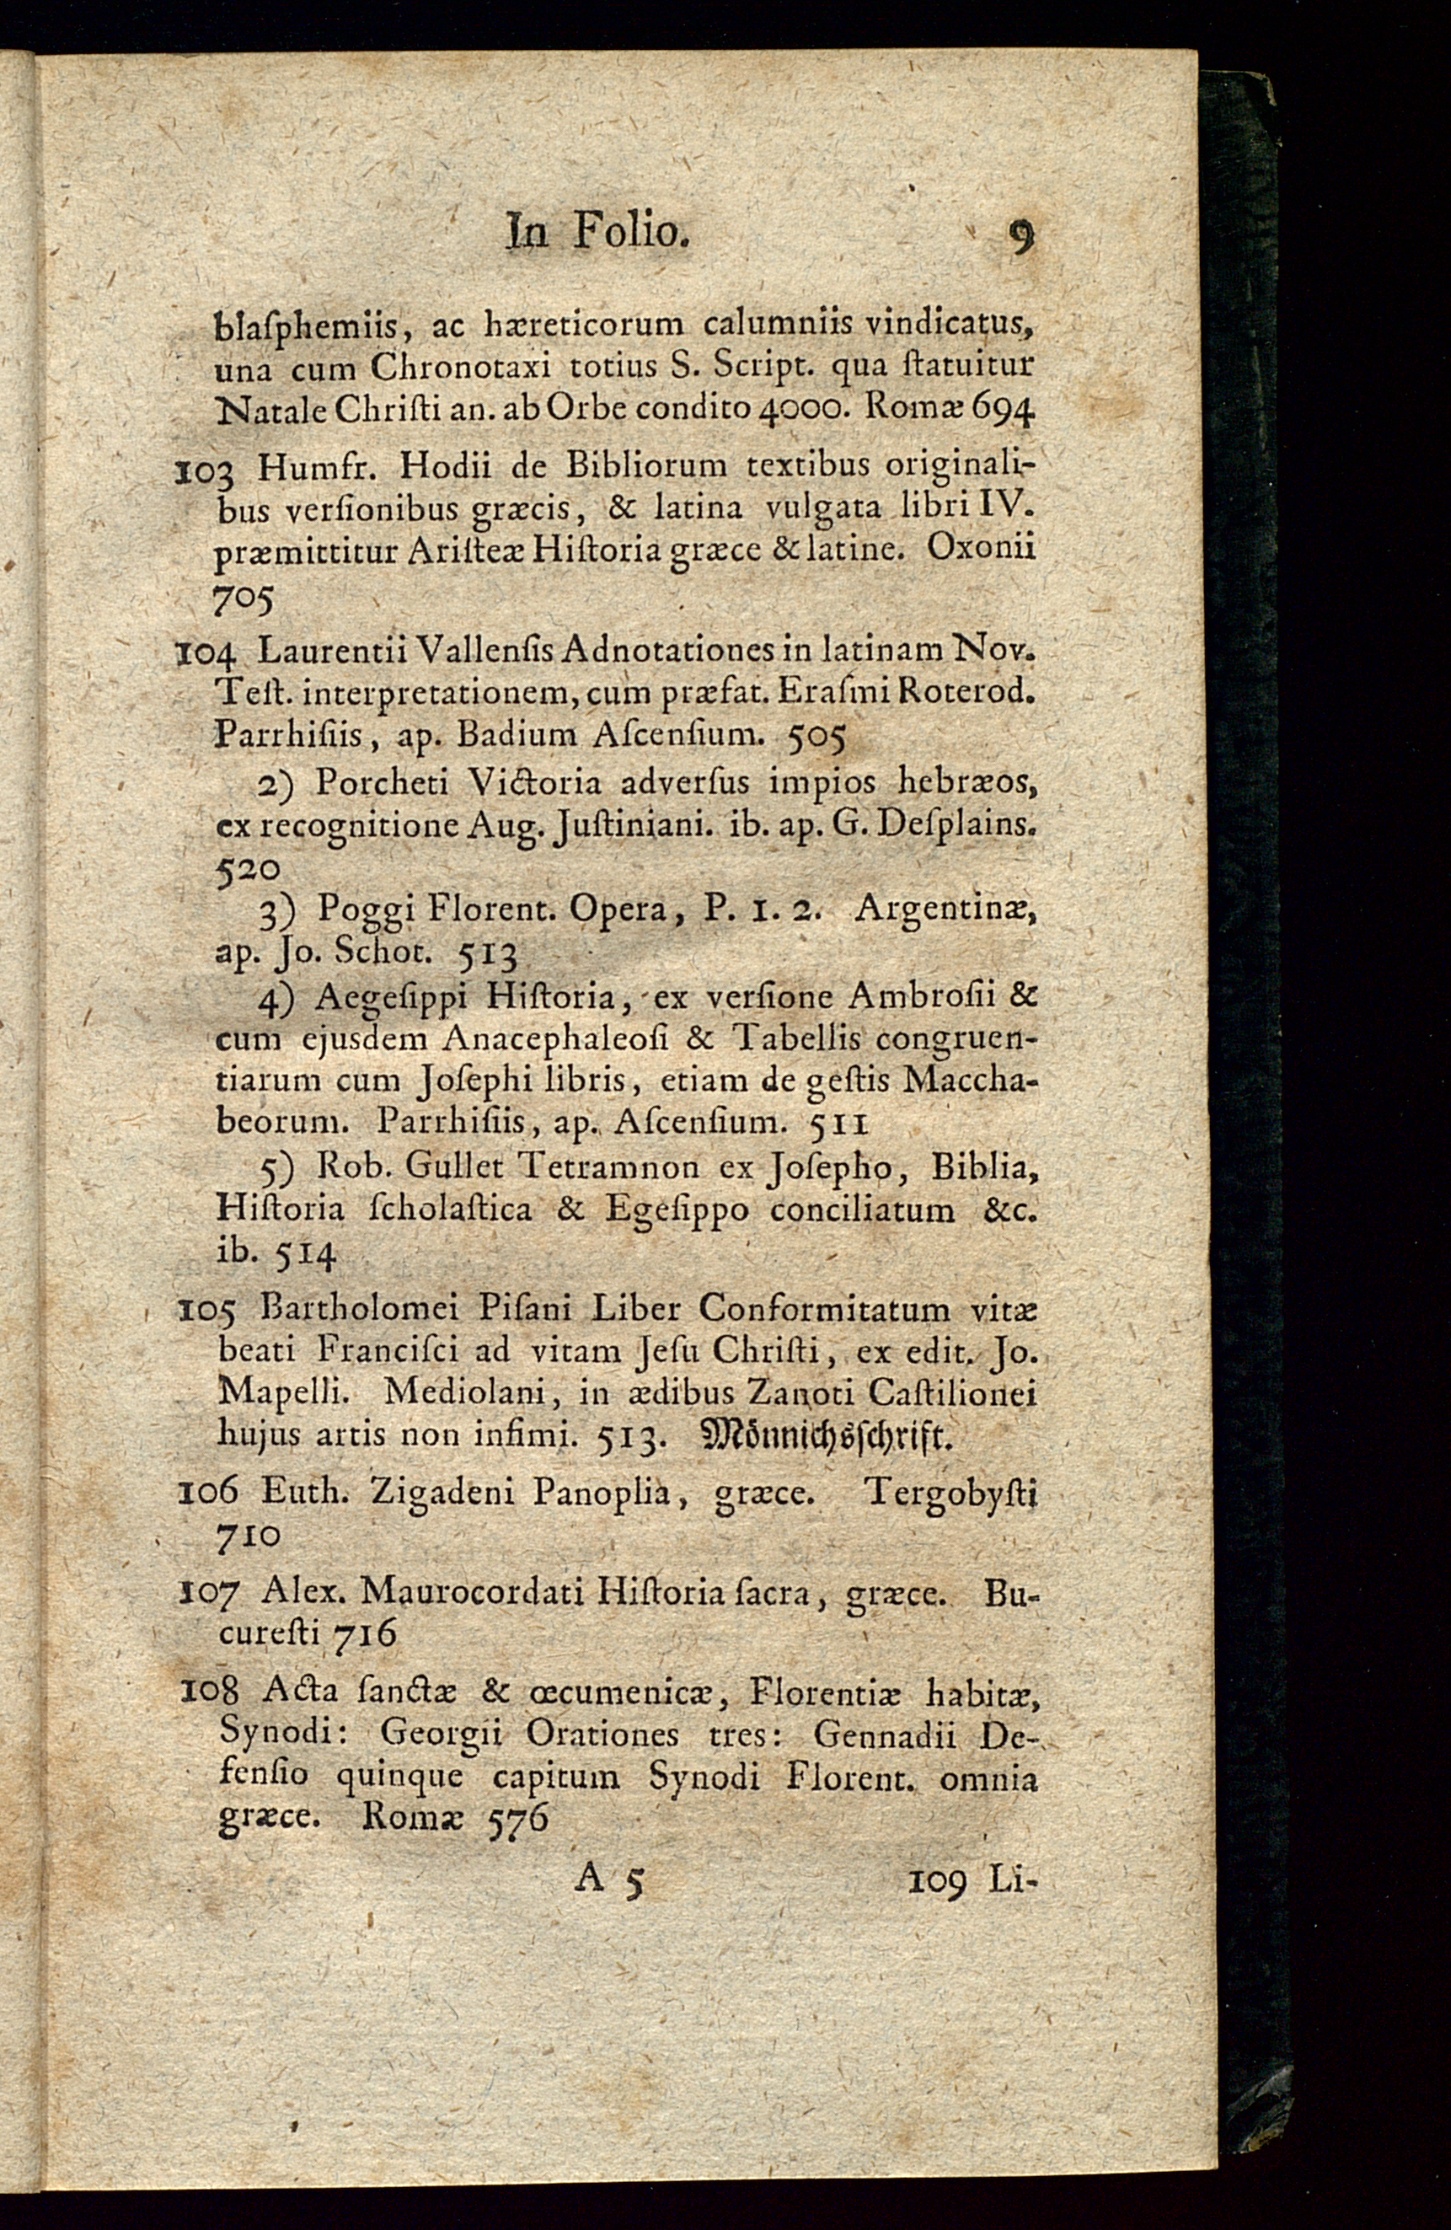 In Folio. 9
blaſphemiis, ac hæreticorum calumniis vindicatus,
una cum Chronotaxi totius S. Script. qua ſtatuitur
Natale Chriſti an. ab Orbe condito 4000. Romæ 694
103 Humfr. Hodii de Bibliorum textibus originali-
bus verſionibus græcis, & latina vulgata libri IV.
præmittitur Ariſteæ Hiſtoria græce & latine. Oxonii
705
104 Laurentii Vallenſis Adnotationes in latinam Nov.
Teſt. interpretationem, cum præfat. Eraſmi Roterod.
Parrhiſiis, ap. Badium Aſcenſium. 505
2) Porcheti Victoria adverſus impios hebræos,
ex recognitione Aug. Juſtiniani. ib. ap. G. Deſplains.
520
3) Poggi Florent. Opera, P. 1. 2. Argentinæ,
ap. Jo. Schot. 513
4) Aegeſippi Hiſtoria, ex verſione Ambroſii &
cum ejusdem Anacephaleoſi & Tabellis congruen-
tiarum cum Joſephi libris, etiam de geſtis Maccha-
beorum. Parrhiſiis, ap. Aſcenſium. 511
5) Rob. Gullet Tetramnon ex Joſepho, Biblia,
Hiſtoria ſcholaſtica & Egeſippo conciliatum &c.
ib. 514
105 Bartholomei Piſani Liber Conformitatum vitæ
beati Franciſci ad vitam Jeſu Chriſti, ex edit. Jo.
Mapelli. Mediolani, in ædibus Zanoti Caſtilionei
hujus artis non infimi. 513. Mönnichsſchrift.
106 Euth. Zigadeni Panoplia, græce. Tergobyſti
710
107 Alex. Maurocordati Hiſtoria ſacra, græce. Bu-
cureſti 716
108 Acta ſanctæ & œcumenicæ, Florentiæ habitæ,
Synodi: Georgii Orationes tres: Gennadii De-
fenſio quinque capitum Synodi Florent. omnia
græce. Romæ 576
A 5 109 Li-